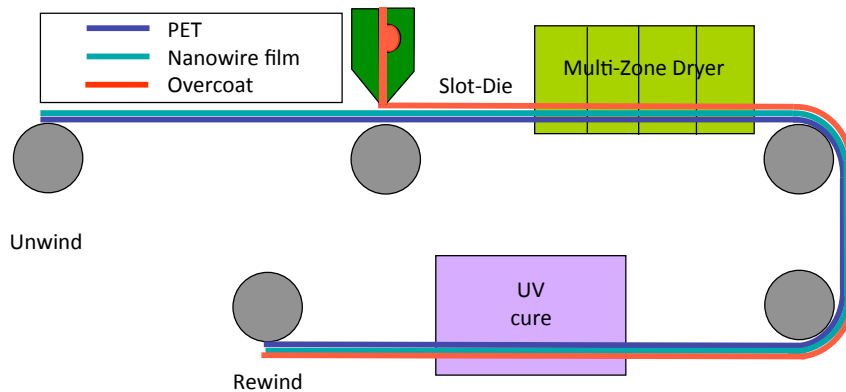 PET
Nanowire film
Overcoat
Slot-Die
Multi-Zone Dryer
Unwind
UV
cure
Rewind